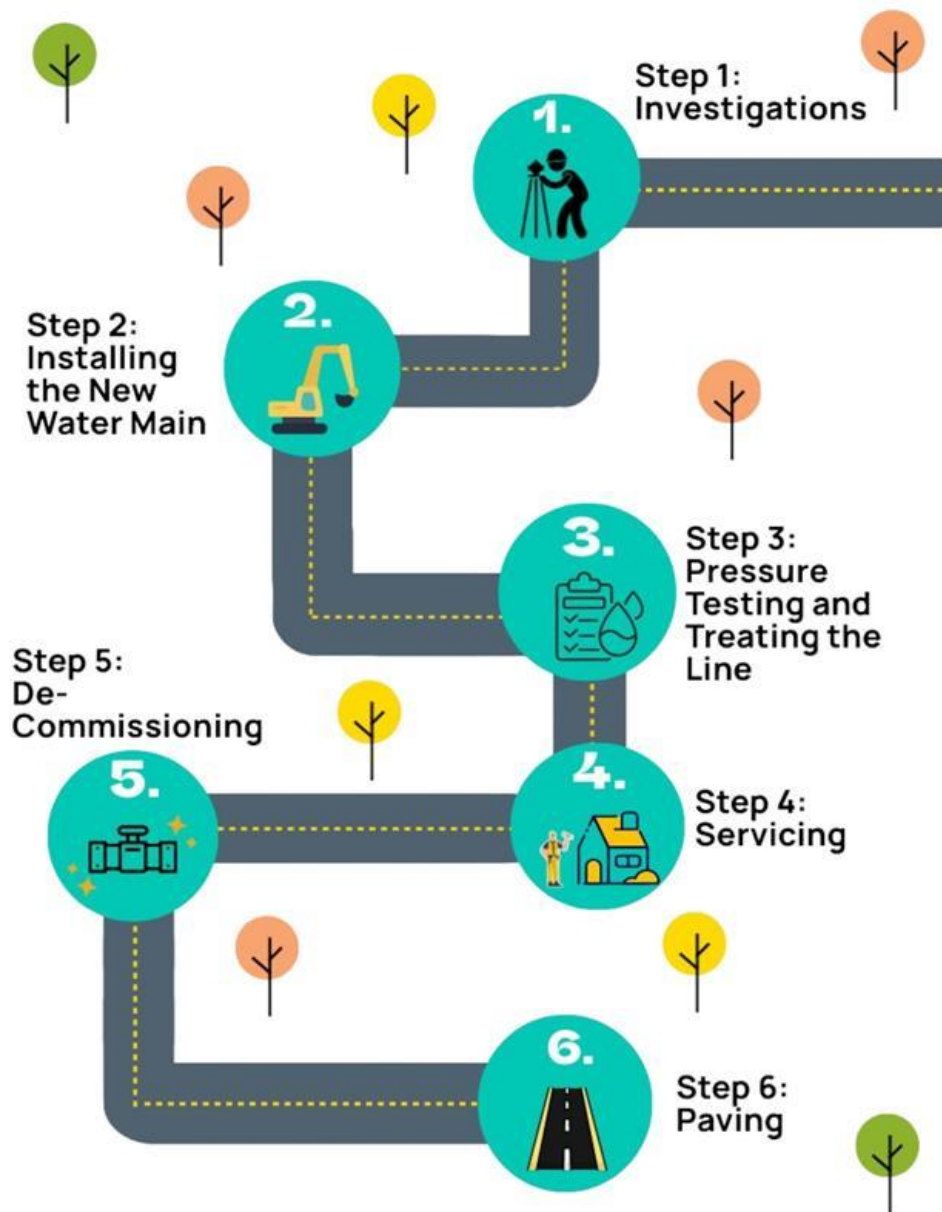 1.
Step 1:
Investigations
2.
Step 2:
Installing
the New
Water Main
3.
Step 3:
Pressure
Testing and
Treating the
Line
4.
Step 4:
Servicing
5.
Step 5:
De-
Commissioning
6.
Step 6:
Paving